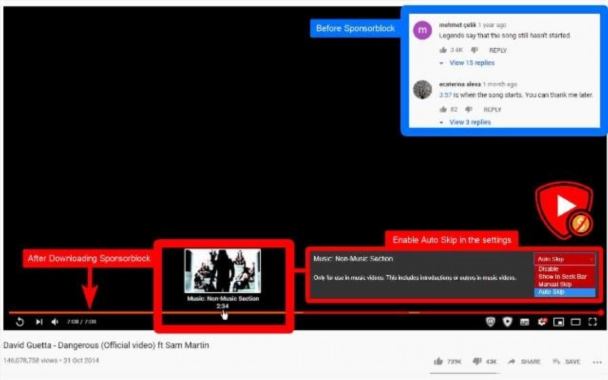 Before Sponsorblock
mehmet çelik 1 year ago
Legends say that the song still hasn't started.
3.4K REPLY
View 15 replies
ecaterina alexa 1 month ago
3:57 is when the song starts. You can thank me later.
82 REPLY
View 3 replies
Enable Auto Skip in the settings
After Downloading Sponsorblock
Music: Non-Music Section
2:34
Music: Non-Music Section
Auto Skip
Only for use in music videos. This includes introductions or outros in music videos.
Disable
Show In Seek Bar
Manual Skip
Auto Skip
7:08 / 7:08
David Guetta - Dangerous (Official video) ft Sam Martin
views • 31 Oct 2014
43K SHARE SAVE